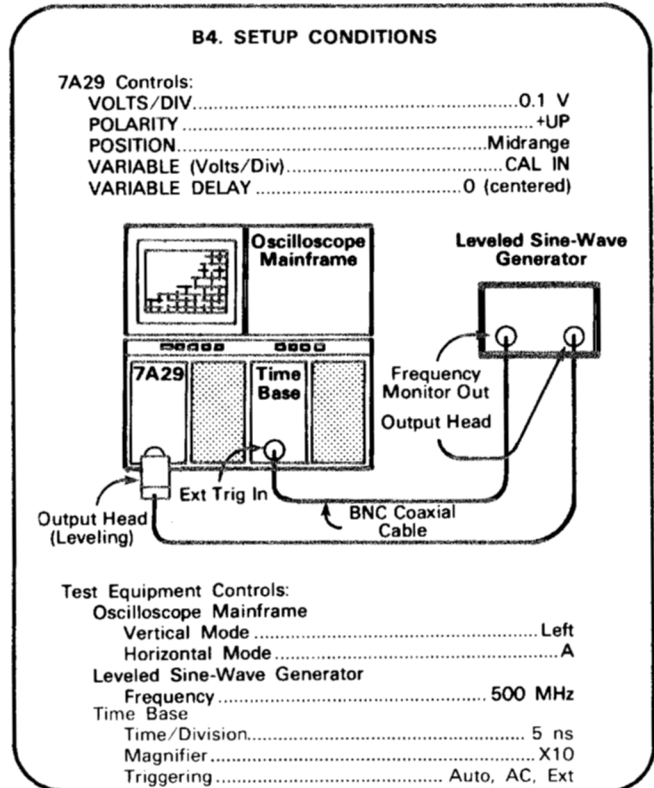 B4. SETUP CONDITIONS
7A29 Controls:
VOLTS/DIV......................................................0.1 V
POLARITY ......................................................+UP
POSITION......................................................Midrange
VARIABLE (Volts/Div)....................................CAL IN
VARIABLE DELAY ..................................0 (centered)
Oscilloscope
Mainframe
Leveled Sine-Wave
Generator
7A29
Time
Base
Frequency
Monitor Out
Output Head
Ext Trig In
BNC Coaxial
Cable
Output Head
(Leveling)
Test Equipment Controls:
Oscilloscope Mainframe
Vertical Mode ..................................................Left
Horizontal Mode..................................................A
Leveled Sine-Wave Generator
Frequency .............................................. 500 MHz
Time Base
Time/Division.................................................. 5 ns
Magnifier......................................................X10
Triggering ........................................ Auto, AC, Ext